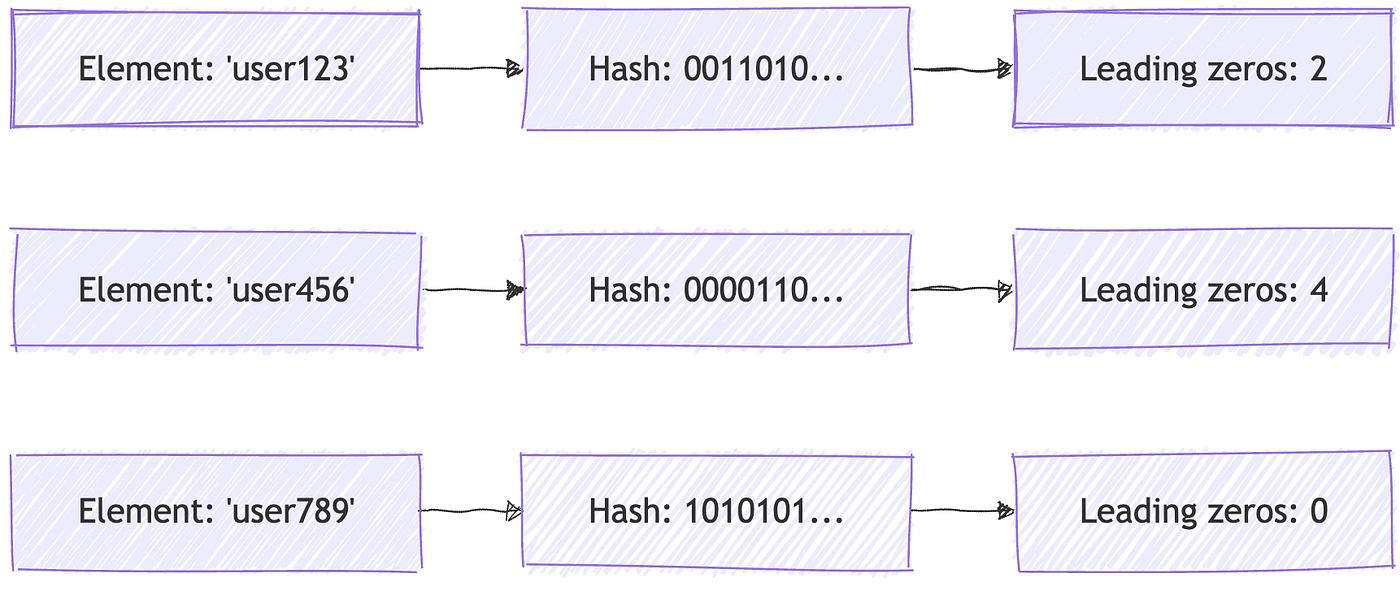 Element: 'user123'
Hash: 0011010...
Leading zeros: 2
Element: 'user456'
Hash: 0000110...
Leading zeros: 4
Element: 'user789'
Hash: 1010101...
Leading zeros: 0